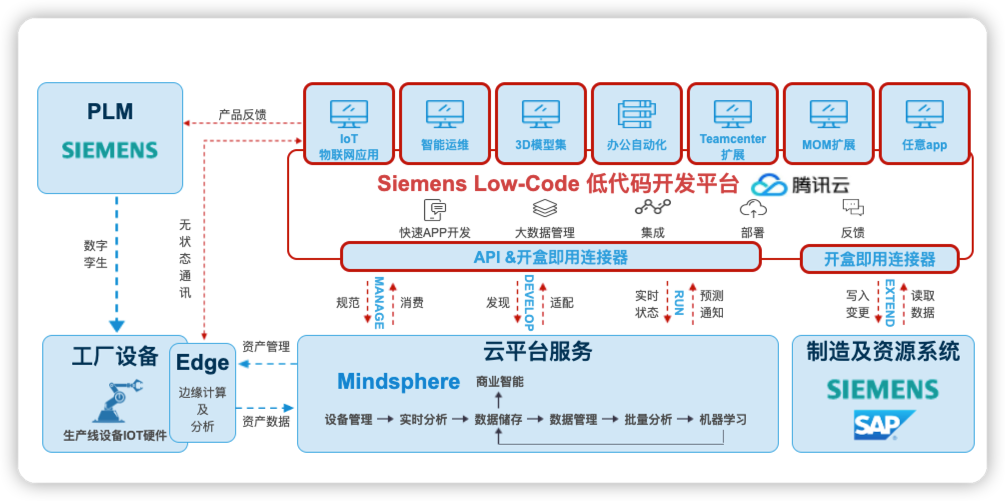 PLM
SIEMENS
产品反馈
IoT
物联网应用
智能运维
3D模型集
办公自动化
Teamcenter
扩展
MOM扩展
任意app
Siemens Low-Code 低代码开发平台
腾讯云
快速APP开发
大数据管理
集成
部署
反馈
API &开盒即用连接器
开盒即用连接器
数字
孪生
无状态通讯
规范
MANAGE
消费
发现
DEVELOP
适配
实时
状态
RUN
预测
通知
写入
变更
EXTEND
读取
数据
工厂设备
生产线设备IOT硬件
Edge
边缘计算
及
分析
资产管理
资产数据
云平台服务
Mindsphere
商业智能
设备管理
实时分析
数据储存
数据管理
批量分析
机器学习
制造及资源系统
SIEMENS
SAP